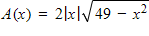 A(x) = 2|x|√(49 − x²)